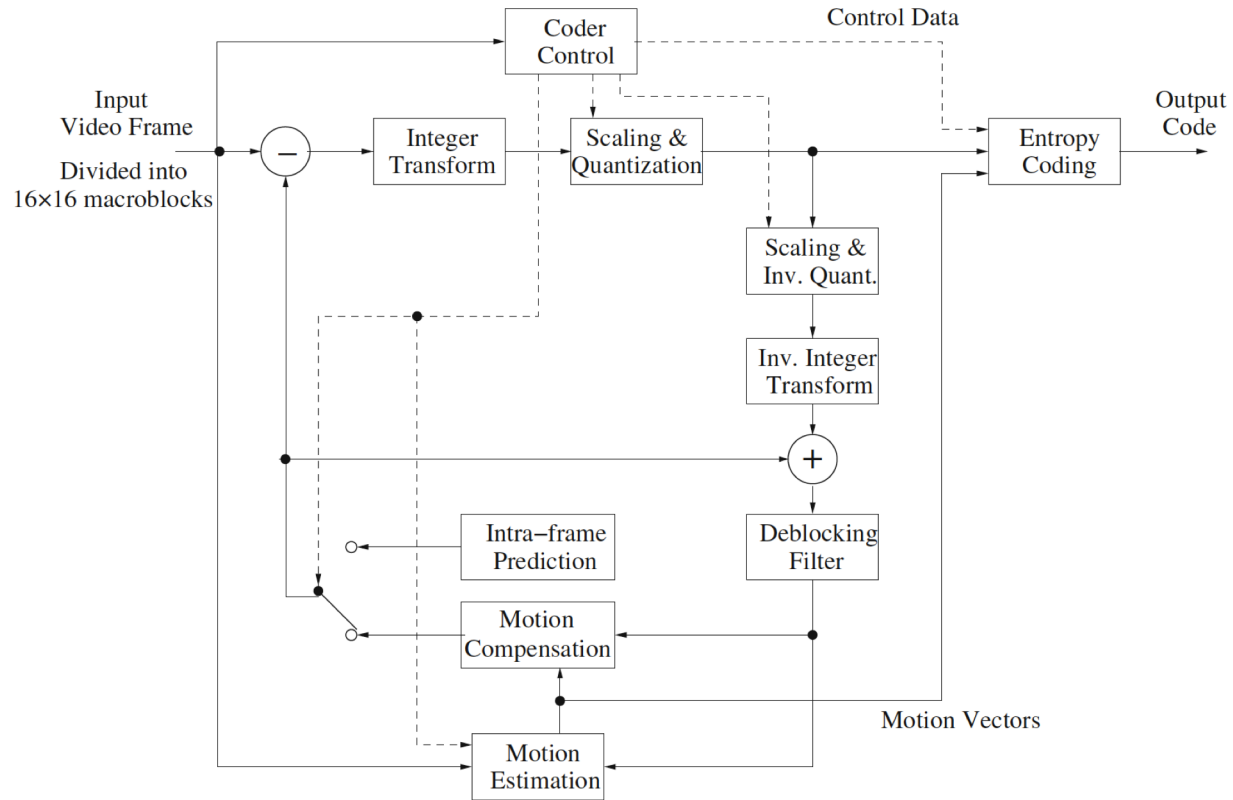 Control Data
Coder
Control
Input
Video Frame
Divided into
16×16 macroblocks
−
Integer
Transform
Scaling &
Quantization
Entropy
Coding
Output
Code
Scaling &
Inv. Quant.
Inv. Integer
Transform
+
Intra−frame
Prediction
Deblocking
Filter
Motion
Compensation
Motion Vectors
Motion
Estimation